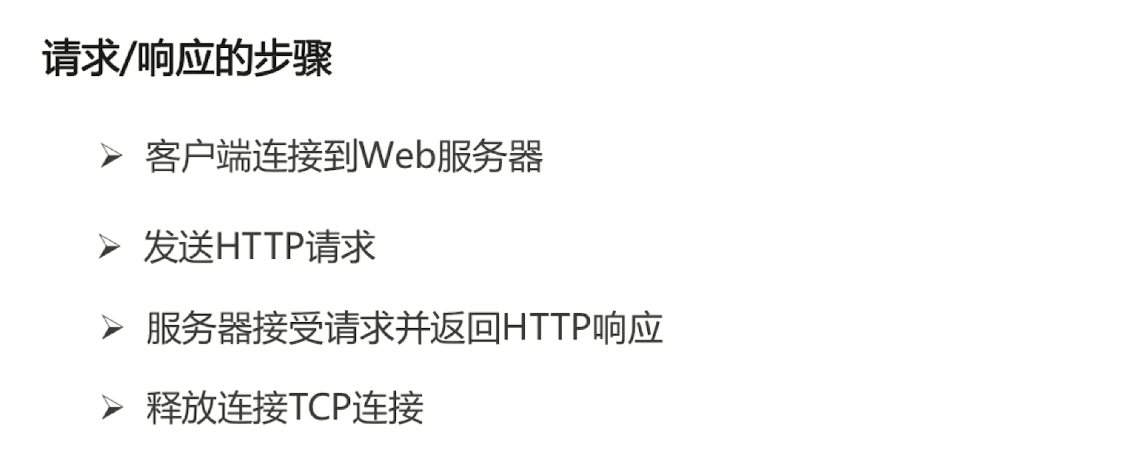 请求/响应的步骤
➢ 客户端连接到Web服务器
➢ 发送HTTP请求
➢ 服务器接受请求并返回HTTP响应
➢ 释放连接TCP连接